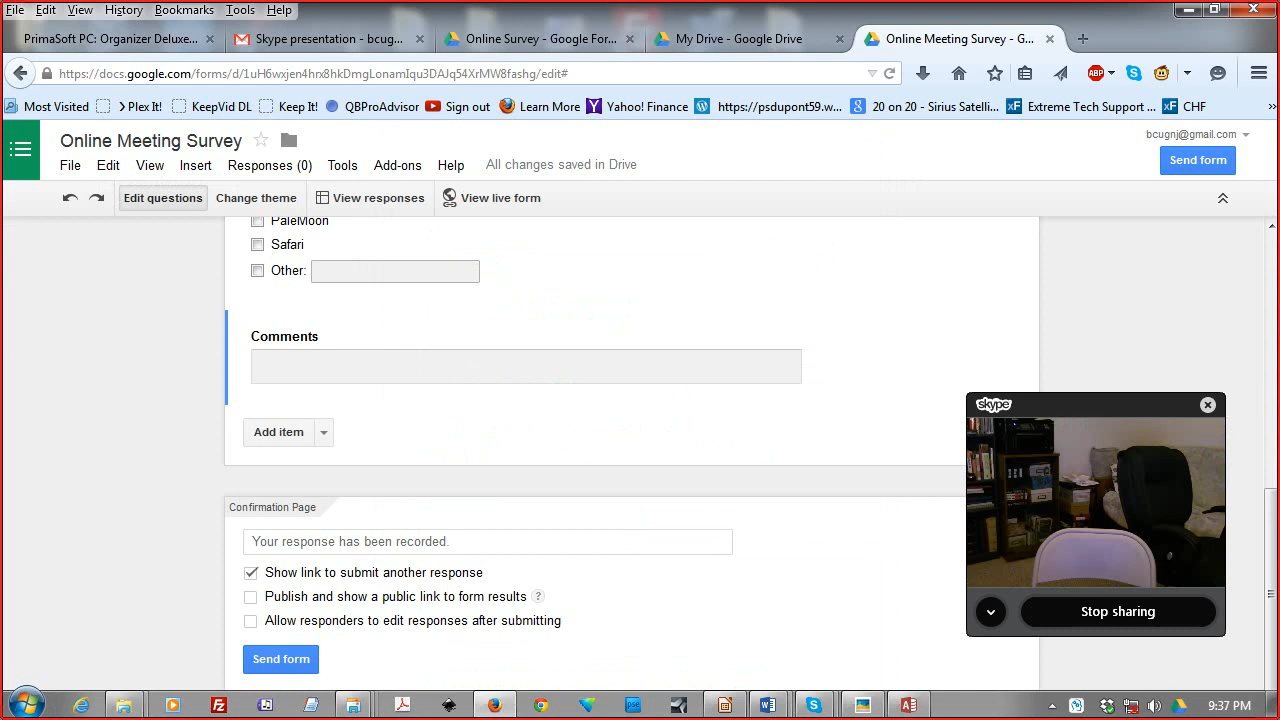 File Edit View History Bookmarks Tools Help
PrimaSoft PC: Organizer Deluxe... Skype presentation - bcug... Online Survey - Google For... My Drive - Google Drive Online Meeting Survey - G...
https://docs.google.com/forms/d/1uH6wxjen4hrx8hkDmgLonamIqu3DAJq54XrMW8fashg/edit#
ABP
Most Visited Plex It! KeepVid DL Keep It! QBProAdvisor Sign out Learn More Yahoo! Finance https://psdupont59.w... 20 on 20 - Sirius Satelli... Extreme Tech Support ... CHF
Online Meeting Survey
bcugnj@gmail.com
File Edit View Insert Responses (0) Tools Add-ons Help All changes saved in Drive
Send form
Edit questions Change theme View responses View live form
PaleMoon
Safari
Other:
Comments
Add item
skype
Confirmation Page
Your response has been recorded.
Show link to submit another response
Publish and show a public link to form results ?
Allow responders to edit responses after submitting
Stop sharing
Send form
9:37 PM